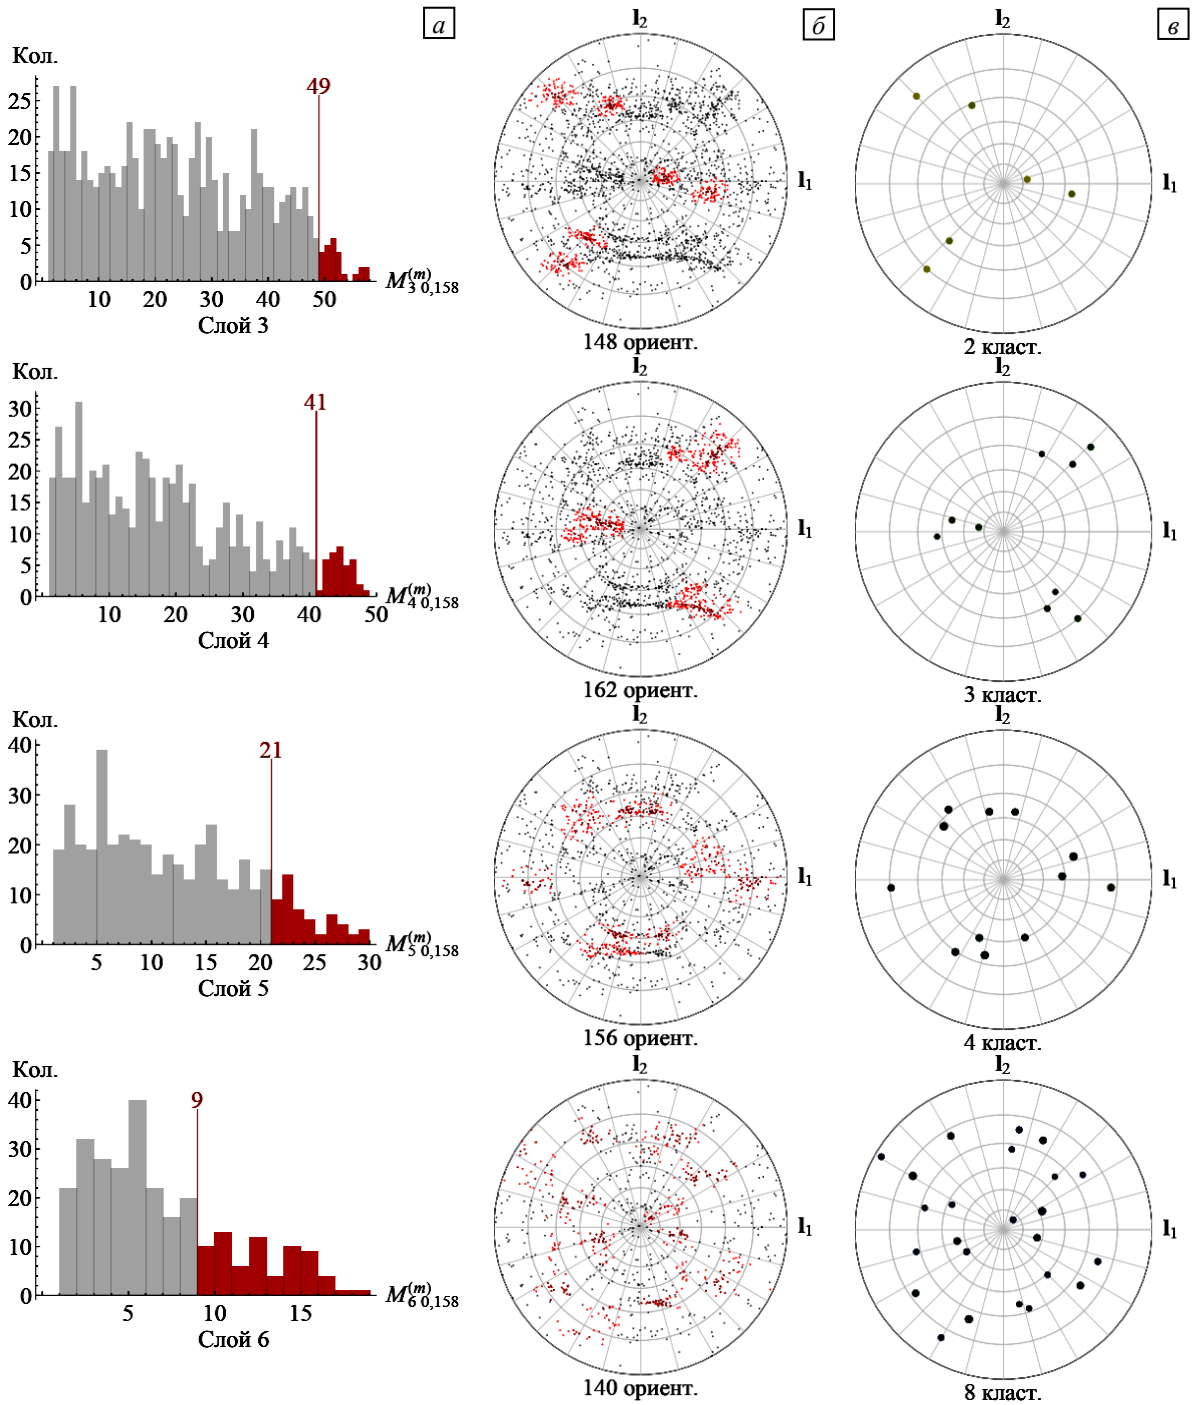 а
б
в
Кол.
49
25
20
15
10
5
0
10 20 30 40 50
M₃ ₀,₁₅₈⁽ᵐ⁾
Слой 3
l₂
l₁
148 ориент.
l₂
l₁
2 класт.
Кол.
41
30
25
20
15
10
5
0
10 20 30 40 50
M₄ ₀,₁₅₈⁽ᵐ⁾
Слой 4
l₂
l₁
162 ориент.
l₂
l₁
3 класт.
Кол.
21
40
30
20
10
0
5 10 15 20 25 30
M₅ ₀,₁₅₈⁽ᵐ⁾
Слой 5
l₂
l₁
156 ориент.
l₂
l₁
4 класт.
Кол.
9
40
30
20
10
0
5 10 15
M₆ ₀,₁₅₈⁽ᵐ⁾
Слой 6
l₂
l₁
140 ориент.
l₂
l₁
8 класт.